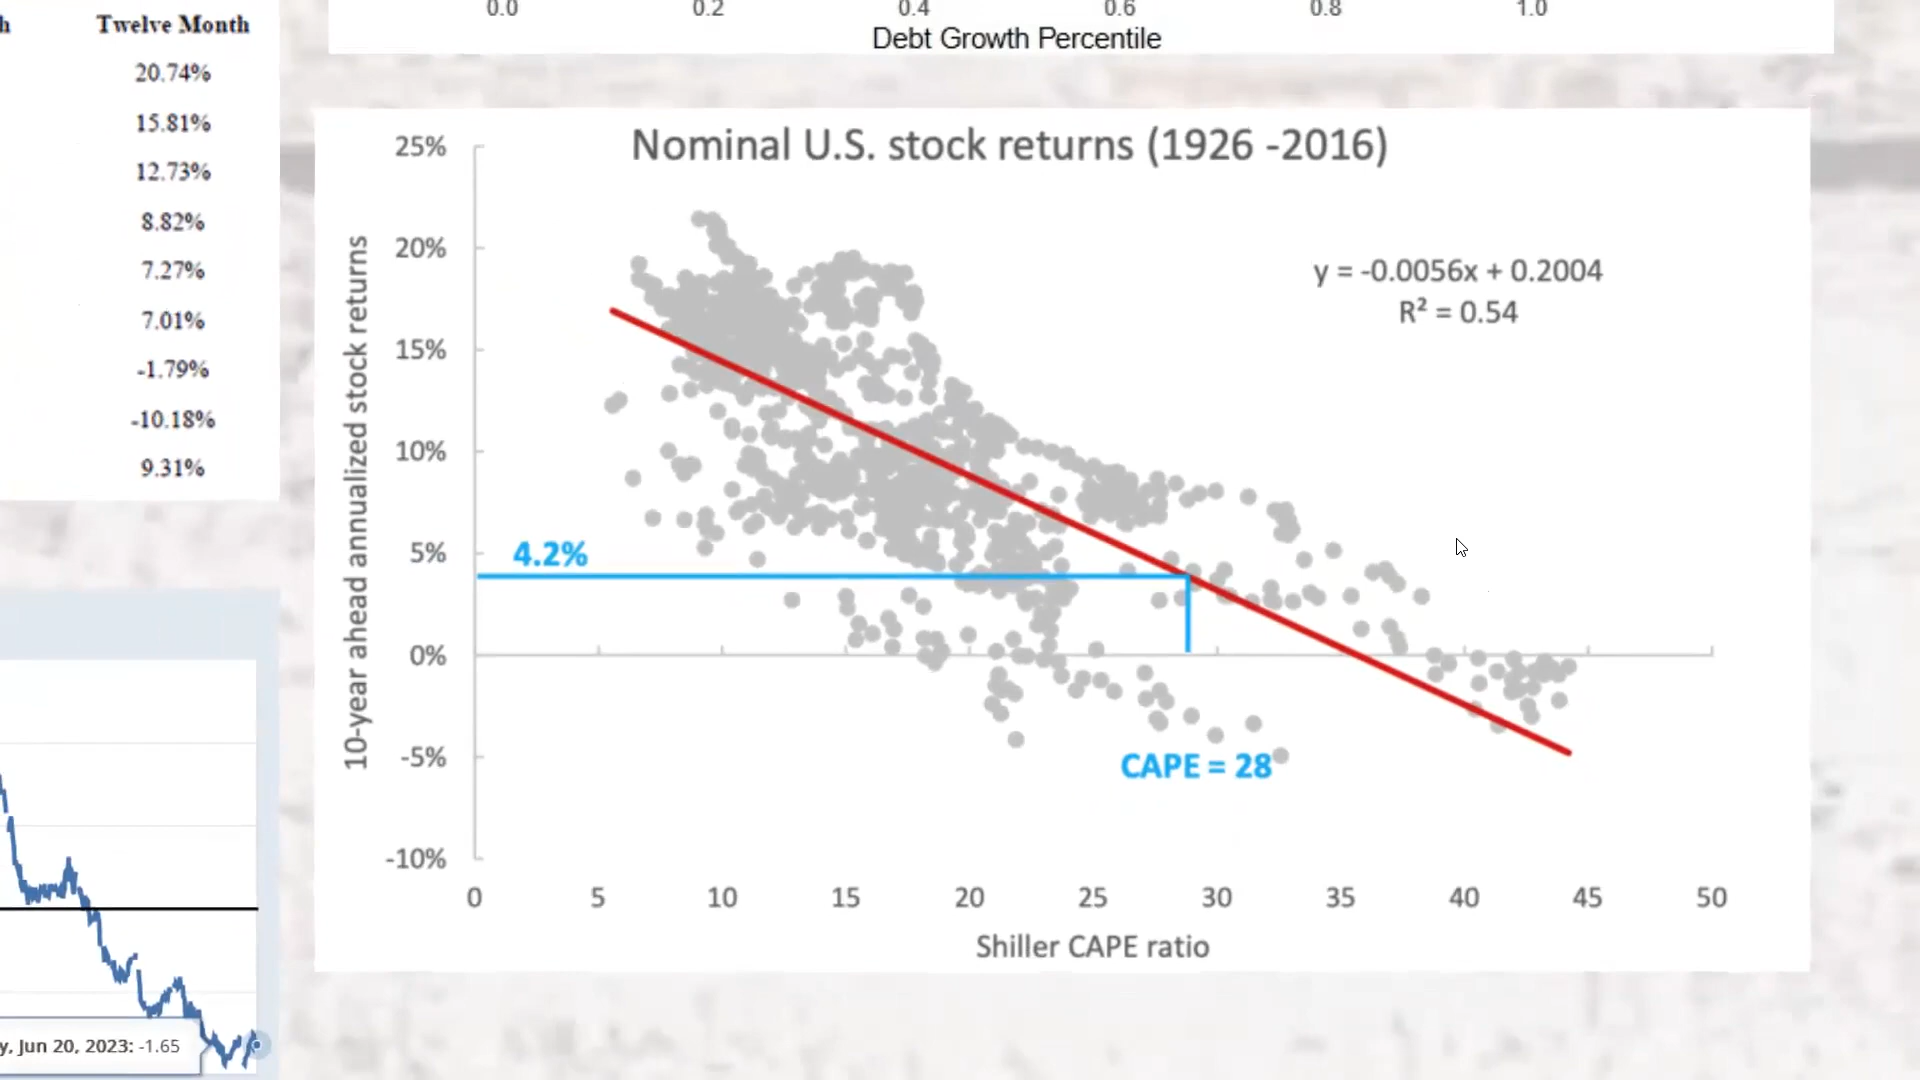 h Twelve Month
20.74%
15.81%
12.73%
8.82%
7.27%
7.01%
-1.79%
-10.18%
9.31%
y, Jun 20, 2023: -1.65
0.0 0.2 0.4 0.6 0.8 1.0
Debt Growth Percentile
Nominal U.S. stock returns (1926 -2016)
y = -0.0056x + 0.2004
R² = 0.54
10-year ahead annualized stock returns
25%
20%
15%
10%
5%
0%
-5%
-10%
4.2%
CAPE = 28
0 5 10 15 20 25 30 35 40 45 50
Shiller CAPE ratio